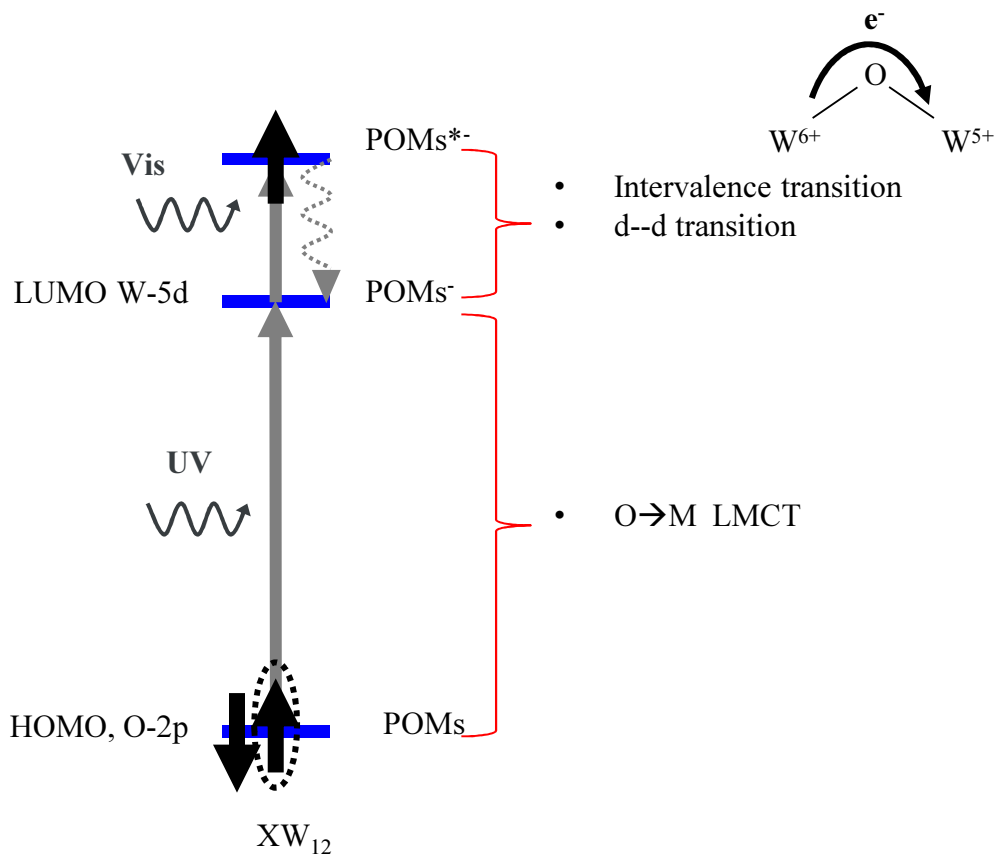 e⁻
O
W⁶⁺
W⁵⁺
POMs*⁻
Vis
• Intervalence transition
• d--d transition
LUMO W-5d
POMs⁻
UV
• O→M LMCT
HOMO, O-2p
POMs
XW₁₂